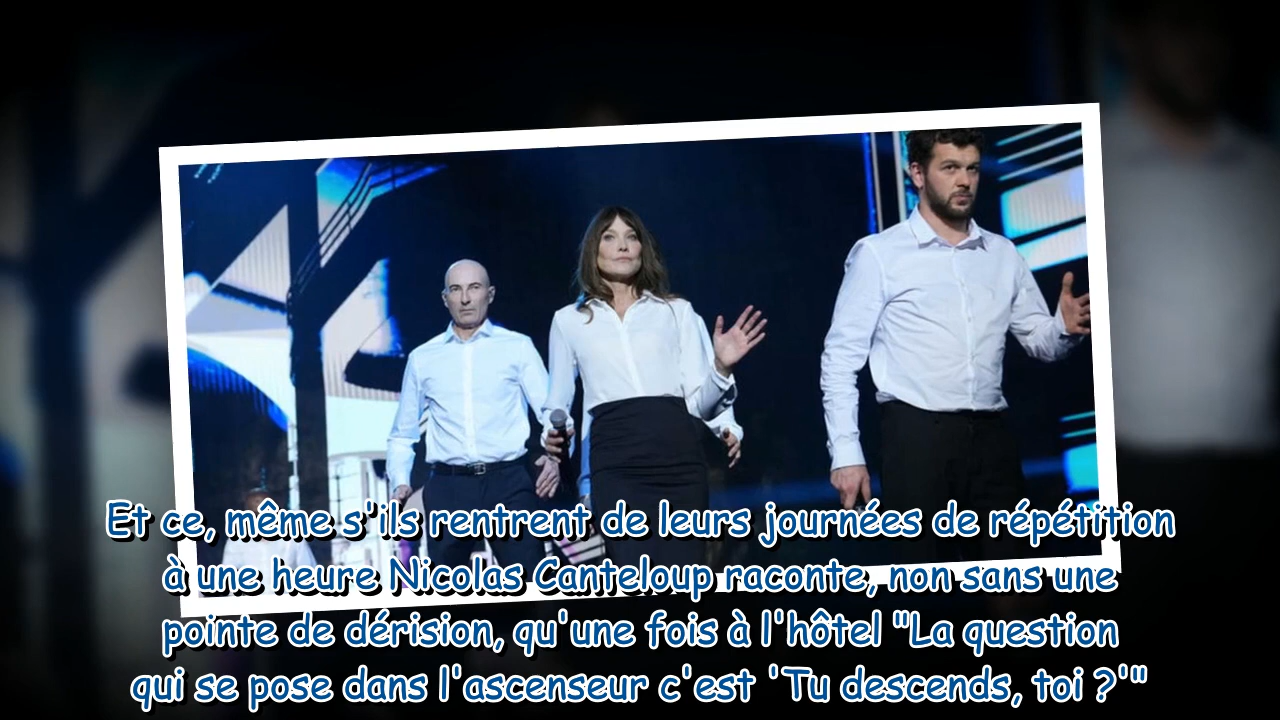 Et ce, même s'ils rentrent de leurs journées de répétition
à une heure Nicolas Canteloup raconte, non sans une
pointe de dérision, qu'une fois à l'hôtel "La question
qui se pose dans l'ascenseur c'est 'Tu descends, toi ?'"